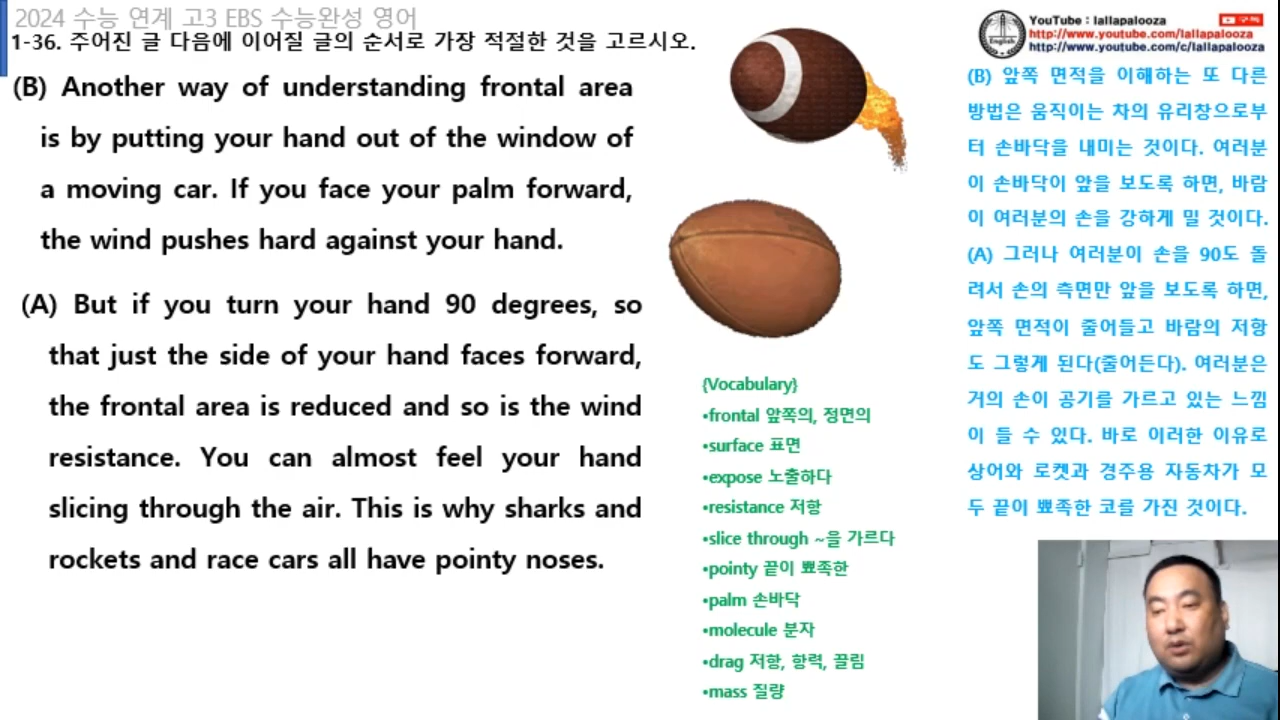 2024 수능 연계 고3 EBS 수능완성 영어
1-36. 주어진 글 다음에 이어질 글의 순서로 가장 적절한 것을 고르시오.
(B) Another way of understanding frontal area
is by putting your hand out of the window of
a moving car. If you face your palm forward,
the wind pushes hard against your hand.
(A) But if you turn your hand 90 degrees, so
that just the side of your hand faces forward,
the frontal area is reduced and so is the wind
resistance. You can almost feel your hand
slicing through the air. This is why sharks and
rockets and race cars all have pointy noses.
{Vocabulary}
•frontal 앞쪽의, 정면의
•surface 표면
•expose 노출하다
•resistance 저항
•slice through ~을 가르다
•pointy 끝이 뾰족한
•palm 손바닥
•molecule 분자
•drag 저항, 항력, 끌림
•mass 질량
English
YouTube : lallapalooza
구독
http://www.youtube.com/lallapalooza
http://www.youtube.com/c/lallapalooza
(B) 앞쪽 면적을 이해하는 또 다른
방법은 움직이는 차의 유리창으로부
터 손바닥을 내미는 것이다. 여러분
이 손바닥이 앞을 보도록 하면, 바람
이 여러분의 손을 강하게 밀 것이다.
(A) 그러나 여러분이 손을 90도 돌
려서 손의 측면만 앞을 보도록 하면,
앞쪽 면적이 줄어들고 바람의 저항
도 그렇게 된다(줄어든다). 여러분은
거의 손이 공기를 가르고 있는 느낌
이 들 수 있다. 바로 이러한 이유로
상어와 로켓과 경주용 자동차가 모
두 끝이 뾰족한 코를 가진 것이다.